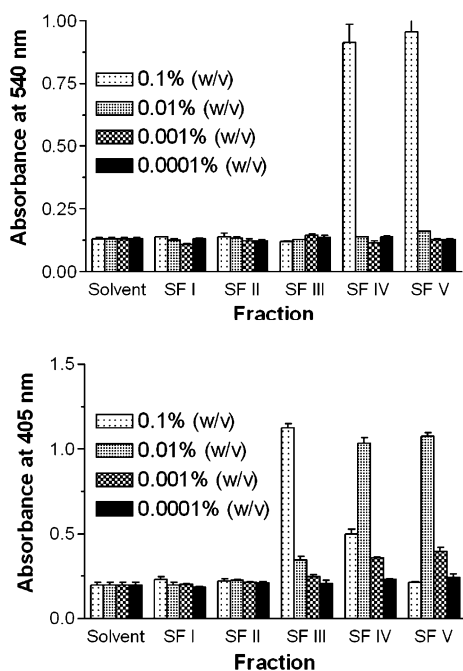 Absorbance at 540 nm
1.00
0.75
0.50
0.25
0.00
0.1% (w/v)
0.01% (w/v)
0.001% (w/v)
0.0001% (w/v)
Solvent SF I SF II SF III SF IV SF V
Fraction
Absorbance at 405 nm
1.5
1.0
0.5
0.0
0.1% (w/v)
0.01% (w/v)
0.001% (w/v)
0.0001% (w/v)
Solvent SF I SF II SF III SF IV SF V
Fraction